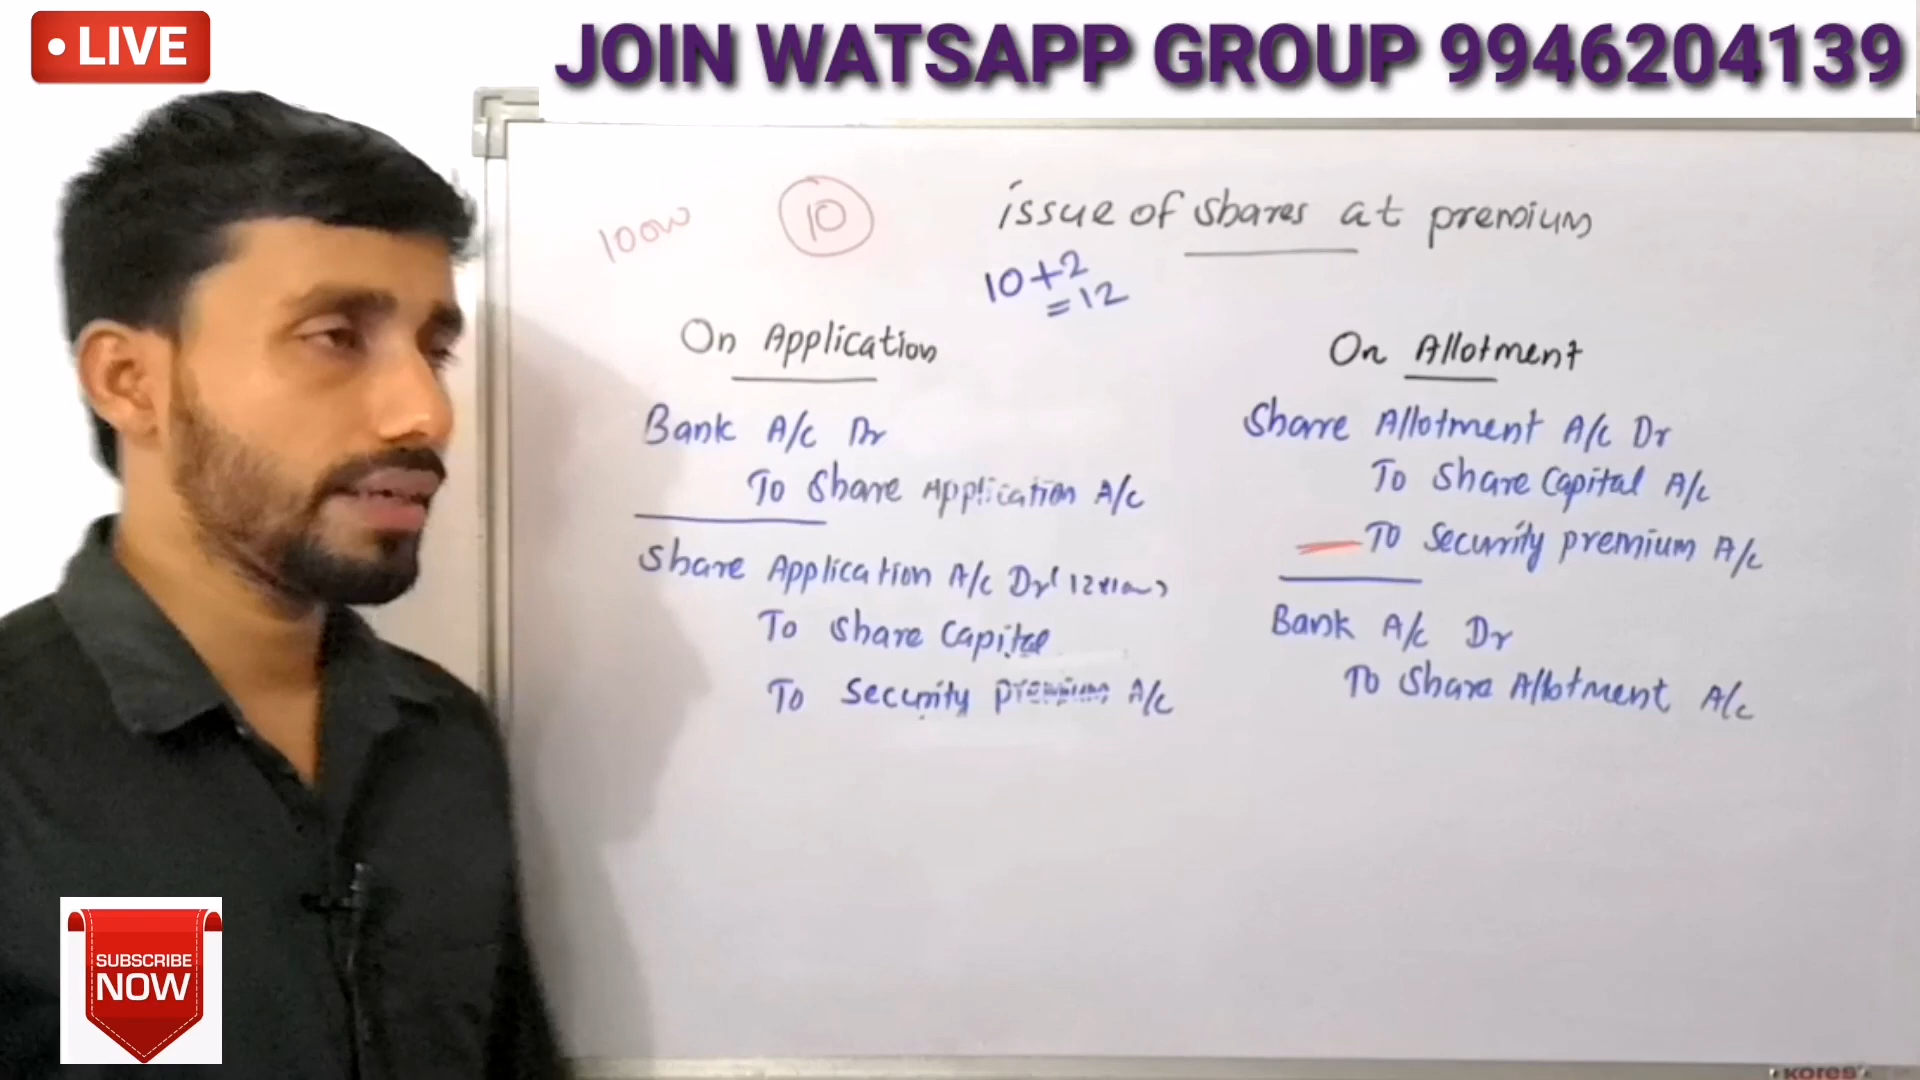 LIVE
JOIN WATSAPP GROUP 9946204139
10
issue of shares at premium
10+2
=12
On Application
Bank A/c Dr
To Share Application A/c
Share Application A/c Dr
To Share Capital
To Security premium A/c
On Allotment
Share Allotment A/c Dr
To Share Capital A/c
To Security premium A/c
Bank A/c Dr
To Share Allotment A/c
SUBSCRIBE
NOW
kores